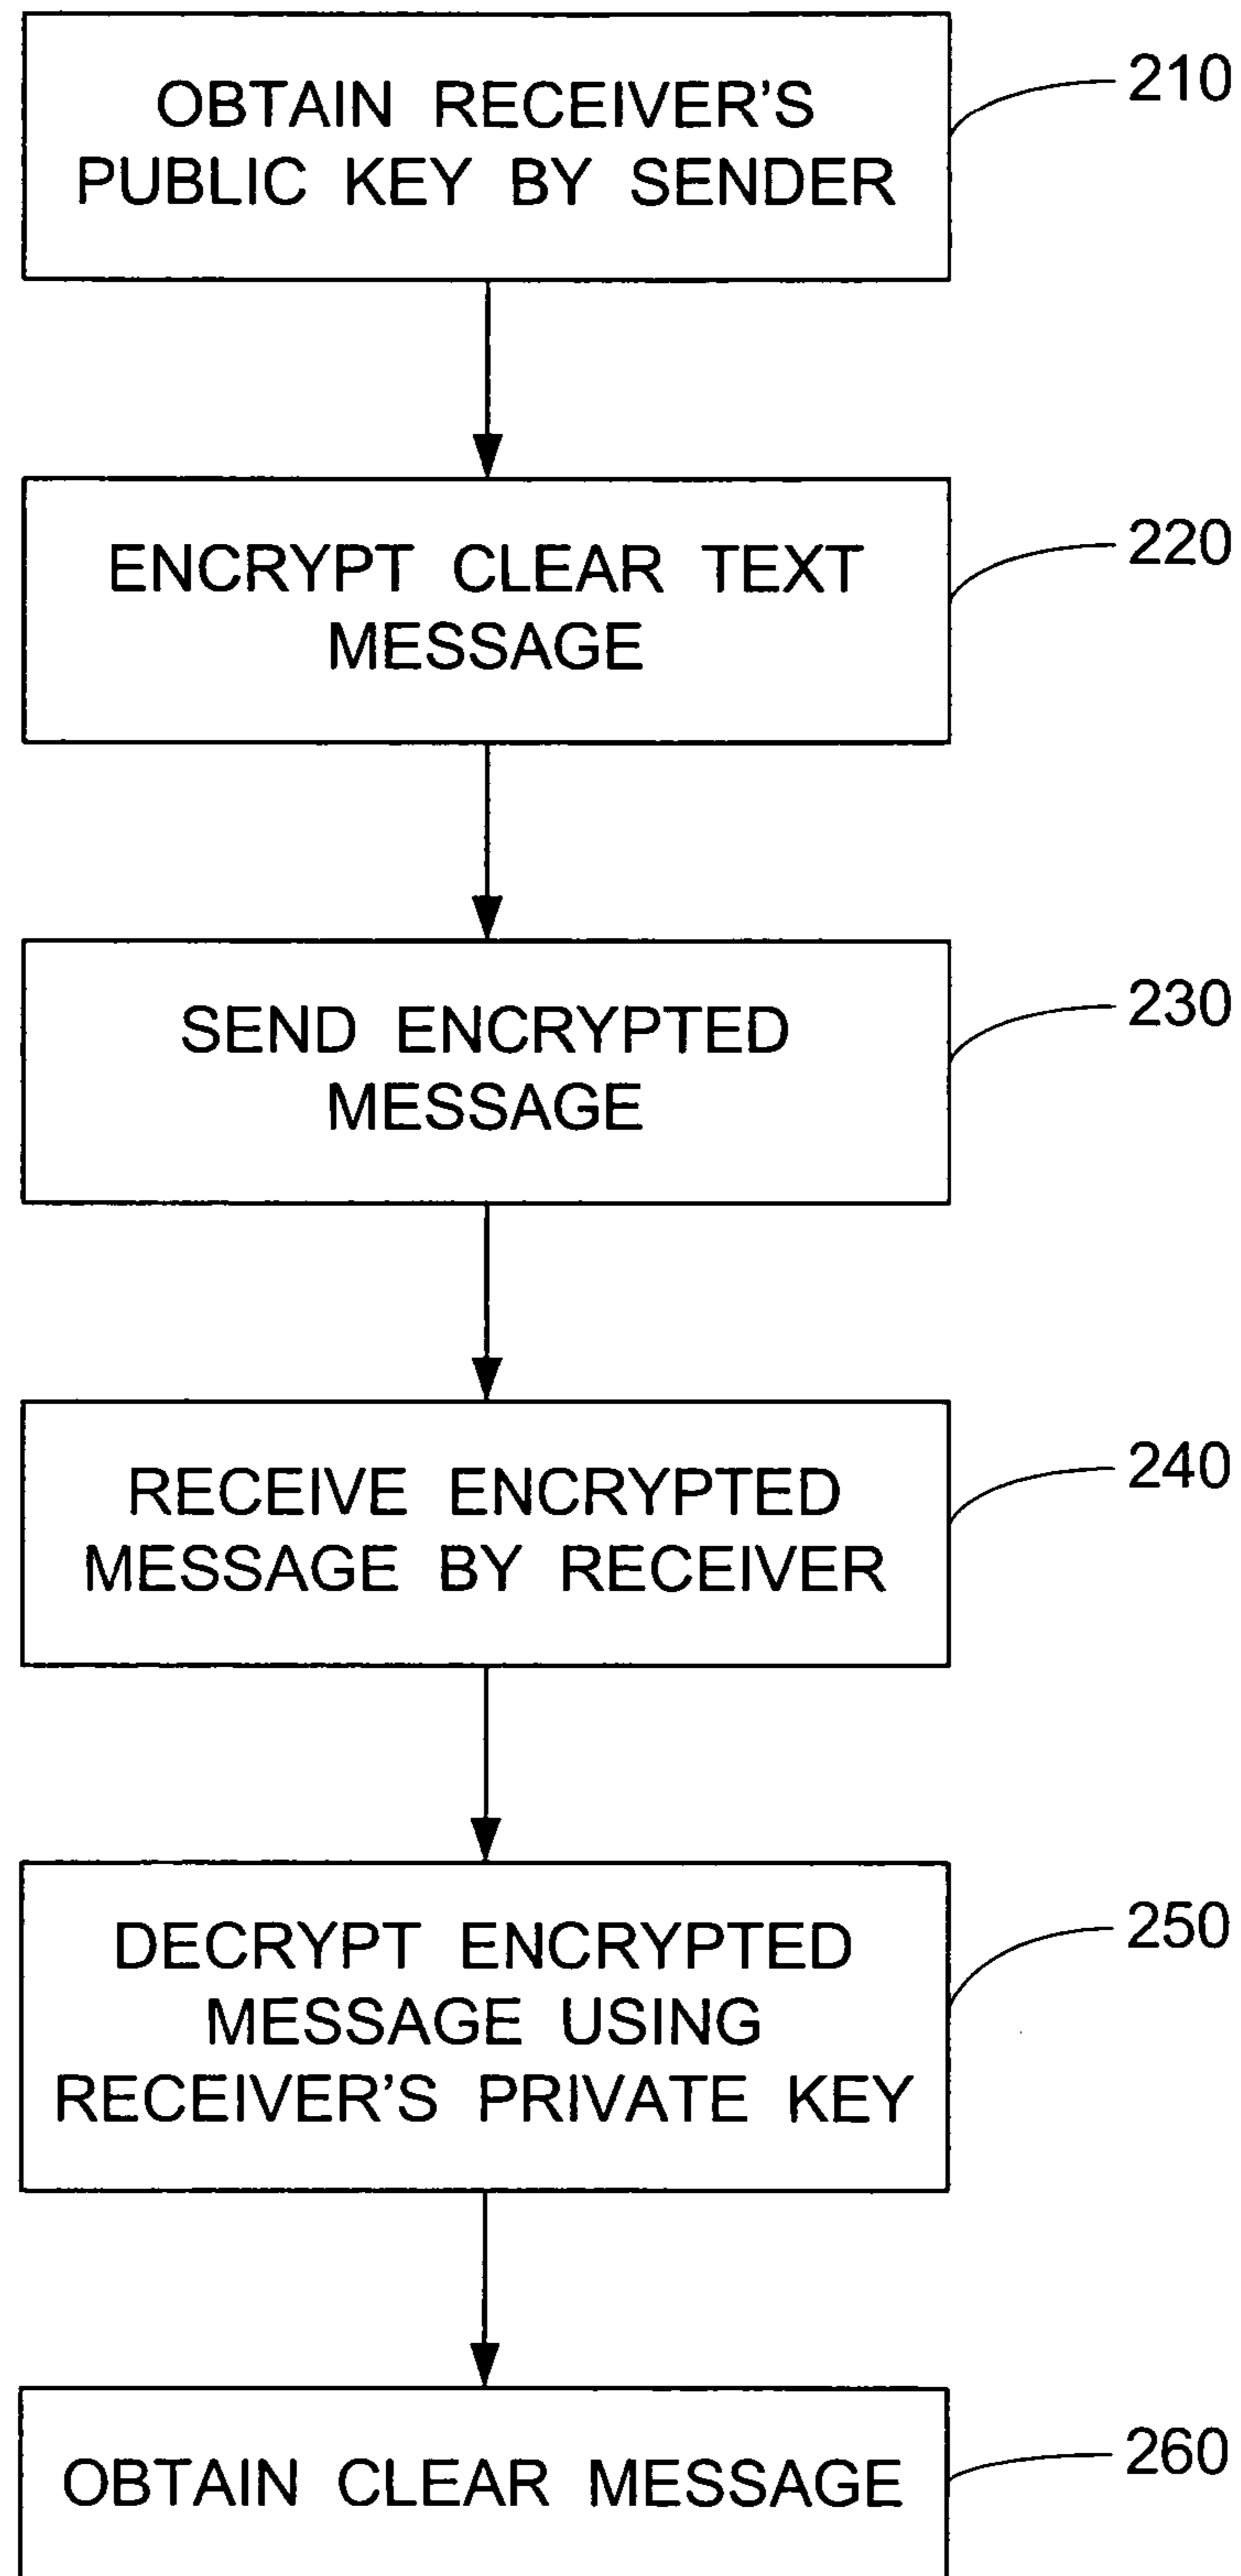 OBTAIN RECEIVER'S
PUBLIC KEY BY SENDER
210
ENCRYPT CLEAR TEXT
MESSAGE
220
SEND ENCRYPTED
MESSAGE
230
RECEIVE ENCRYPTED
MESSAGE BY RECEIVER
240
DECRYPT ENCRYPTED
MESSAGE USING
RECEIVER'S PRIVATE KEY
250
OBTAIN CLEAR MESSAGE
260